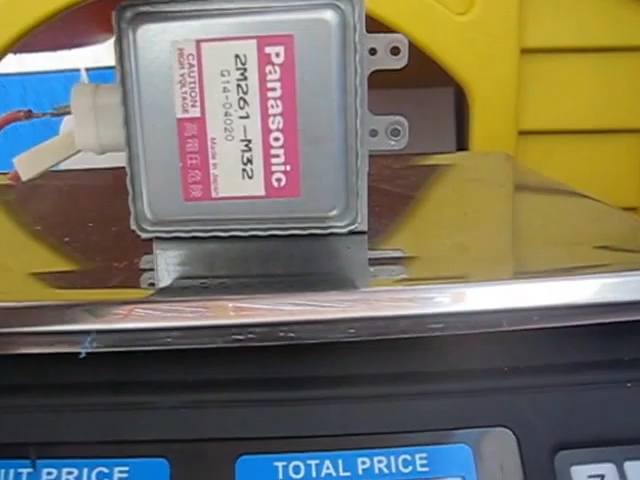 Panasonic
2M261-M32
G14-04020
Made in Japan
CAUTION
HIGH VOLTAGE
高電圧危険
UNIT PRICE
TOTAL PRICE
7